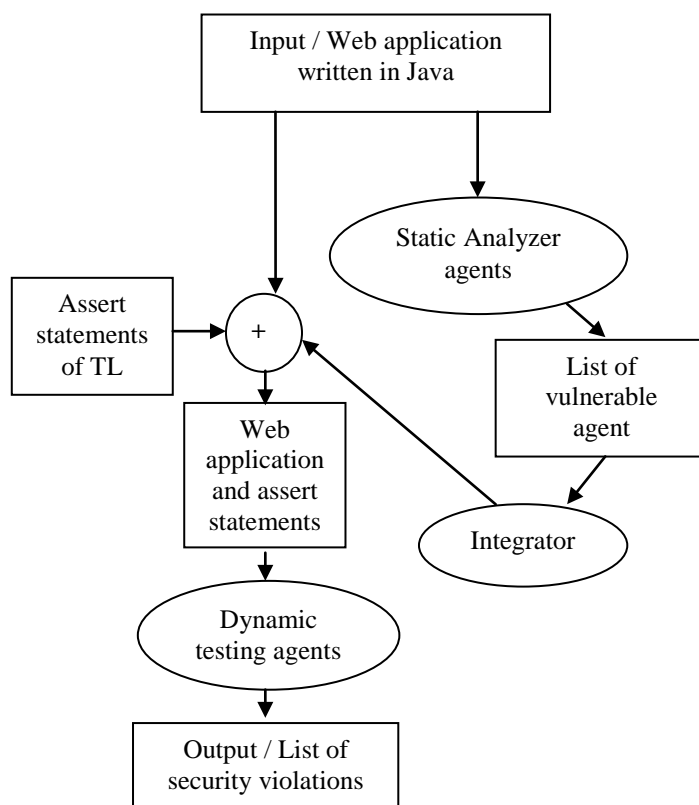 Input / Web application
written in Java
Static Analyzer
agents
Assert
statements
of TL
+
List of
vulnerable
agent
Web
application
and assert
statements
Integrator
Dynamic
testing agents
Output / List of
security violations